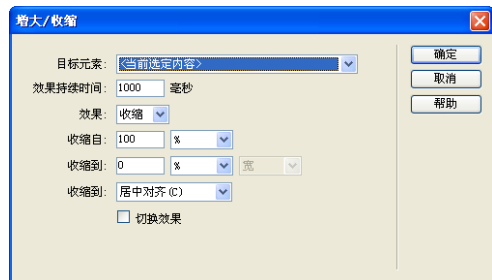 增大/收缩
目标元素: <当前选定内容>
确定
效果持续时间: 1000 毫秒
取消
效果: 收缩
帮助
收缩自: 100 %
收缩到: 0 % 宽
收缩到: 居中对齐(C)
切换效果